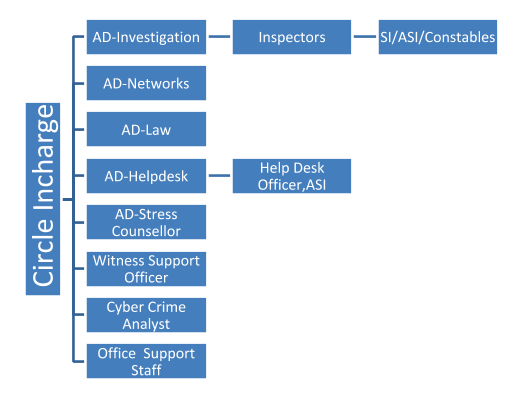 Circle Incharge
AD-Investigation
Inspectors
SI/ASI/Constables
AD-Networks
AD-Law
AD-Helpdesk
Help Desk
Officer,ASI
AD-Stress
Counsellor
Witness Support
Officer
Cyber Crime
Analyst
Office  Support
Staff